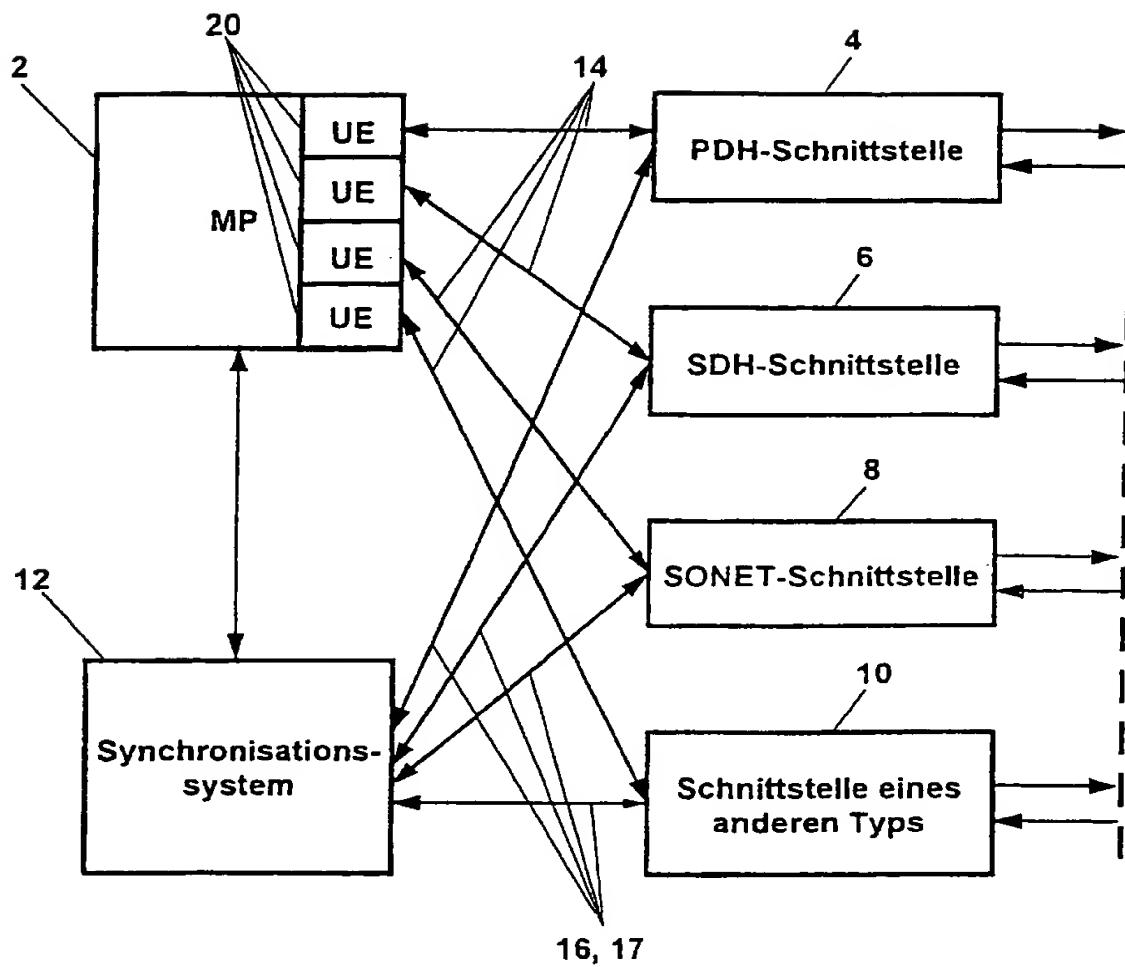 20
2
14
4
UE
PDH-Schnittstelle
UE
MP
UE
UE
6
SDH-Schnittstelle
8
SONET-Schnittstelle
12
Synchronisations-
system
10
Schnittstelle eines
anderen Typs
16, 17